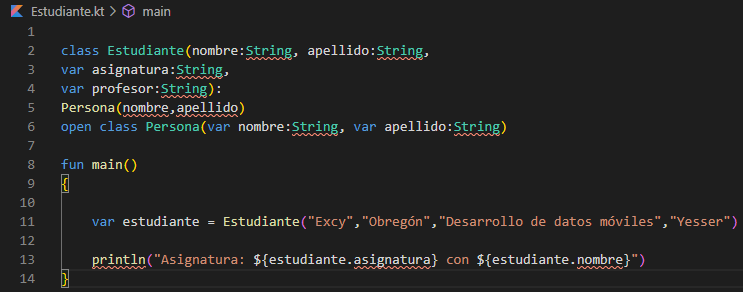 Estudiante.kt > main
1
2 class Estudiante(nombre:String, apellido:String,
3 var asignatura:String,
4 var profesor:String):
5 Persona(nombre,apellido)
6 open class Persona(var nombre:String, var apellido:String)
7
8 fun main()
9 {
10
11 var estudiante = Estudiante("Excy","Obregón","Desarrollo de datos móviles","Yesser")
12
13 println("Asignatura: ${estudiante.asignatura} con ${estudiante.nombre}")
14 }